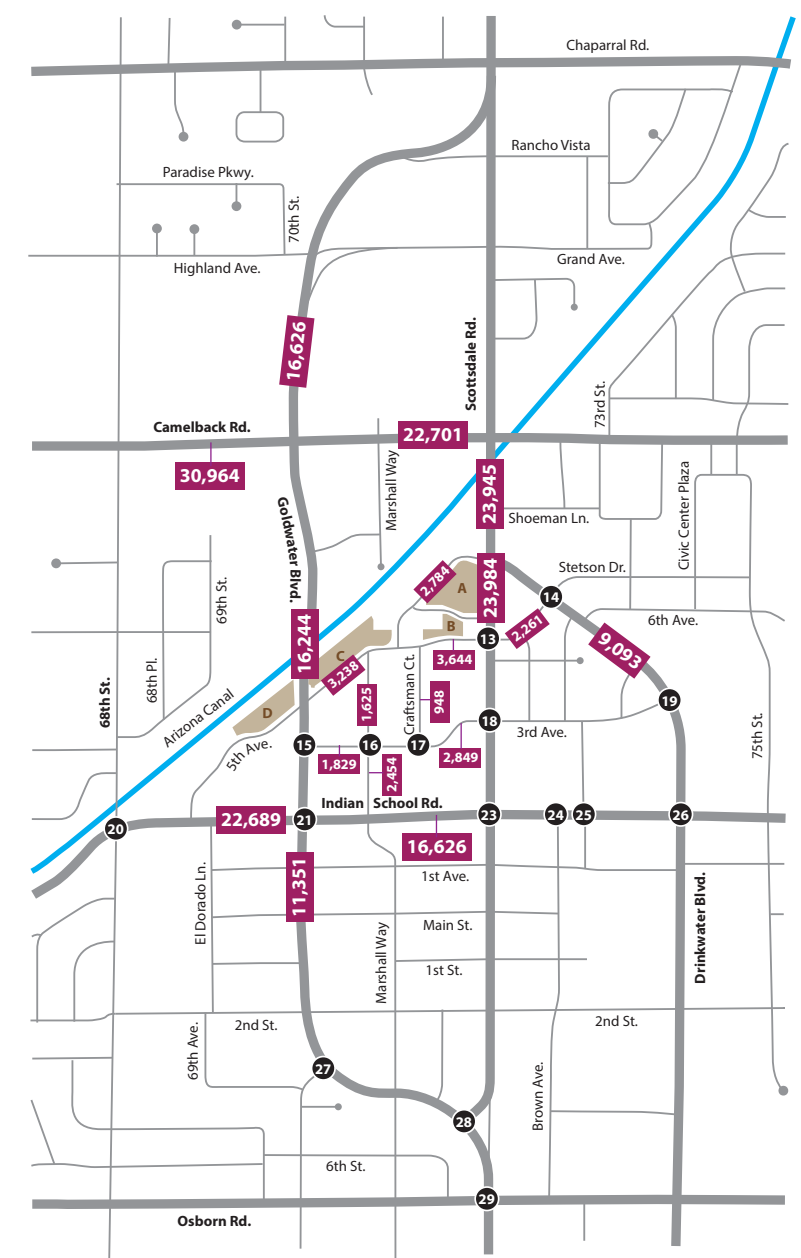 Chaparral Rd.
Rancho Vista
Paradise Pkwy.
70th St.
Grand Ave.
Highland Ave.
16,626
Scottsdale Rd.
73rd St.
Camelback Rd.
22,701
30,964
Marshall Way
23,945
Civic Center Plaza
Shoeman Ln.
Goldwater Blvd.
Stetson Dr.
2,784
A
23,984
14
69th St.
6th Ave.
B
13
2,261
9,093
16,244
C
3,644
3,238
68th Pl.
68th St.
1,625
Craftsman Ct.
948
19
Arizona Canal
D
18
3rd Ave.
75th St.
5th Ave.
15
16
17
1,829
2,454
2,849
Indian School Rd.
20
22,689
21
23
24
25
26
16,626
11,351
1st Ave.
El Dorado Ln.
Main St.
Drinkwater Blvd.
Marshall Way
1st St.
2nd St.
2nd St.
69th Ave.
27
Brown Ave.
28
6th St.
29
Osborn Rd.